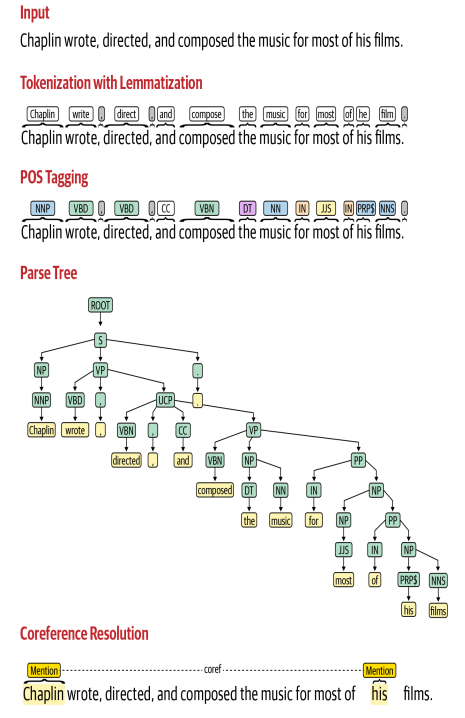 Input
Chaplin wrote, directed, and composed the music for most of his films.
Tokenization with Lemmatization
Chaplin write , direct , and compose the music for most of he film .
Chaplin wrote, directed, and composed the music for most of his films.
POS Tagging
NNP VBD , VBD , CC VBN DT NN IN JJS IN PRP$ NNS .
Chaplin wrote, directed, and composed the music for most of his films.
Parse Tree
ROOT
S
NP VP .
NNP VBD , UCP .
Chaplin wrote , VBN , CC VP
directed , and VBN NP PP
composed DT NN IN NP
the music for NP PP
JJS IN NP
most of PRP$ NNS
his films
Coreference Resolution
Mention coref Mention
Chaplin wrote, directed, and composed the music for most of his films.